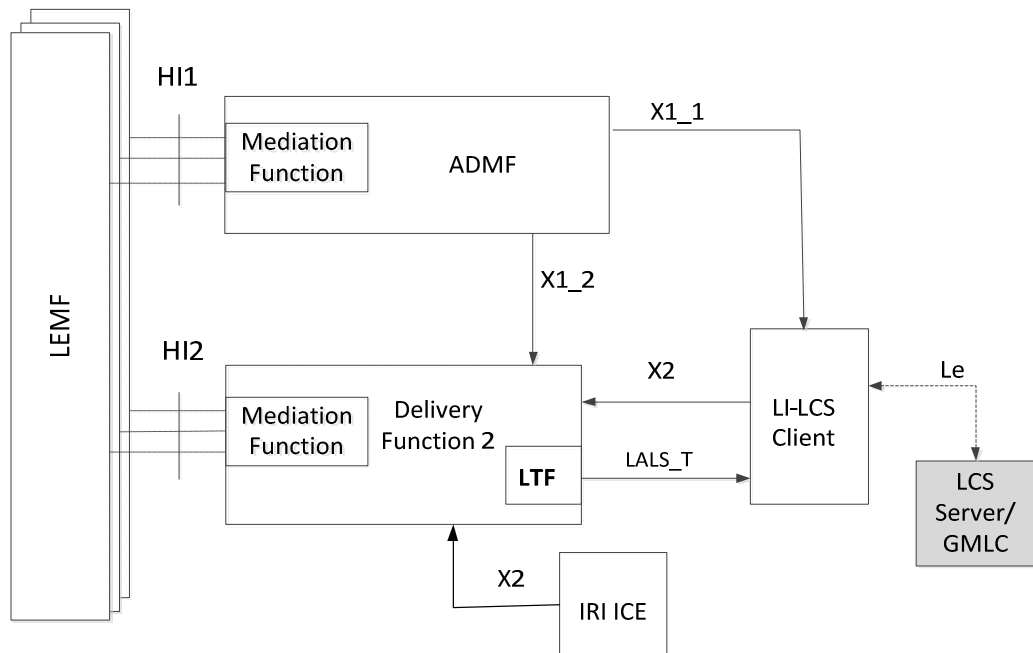 HI1
X1_1
Mediation
Function
ADMF
X1_2
LEMF
HI2
X2
Le
Mediation
Function
Delivery
Function 2
LI-LCS
Client
LTF
LALS_T
LCS
Server/
GMLC
X2
IRI ICE